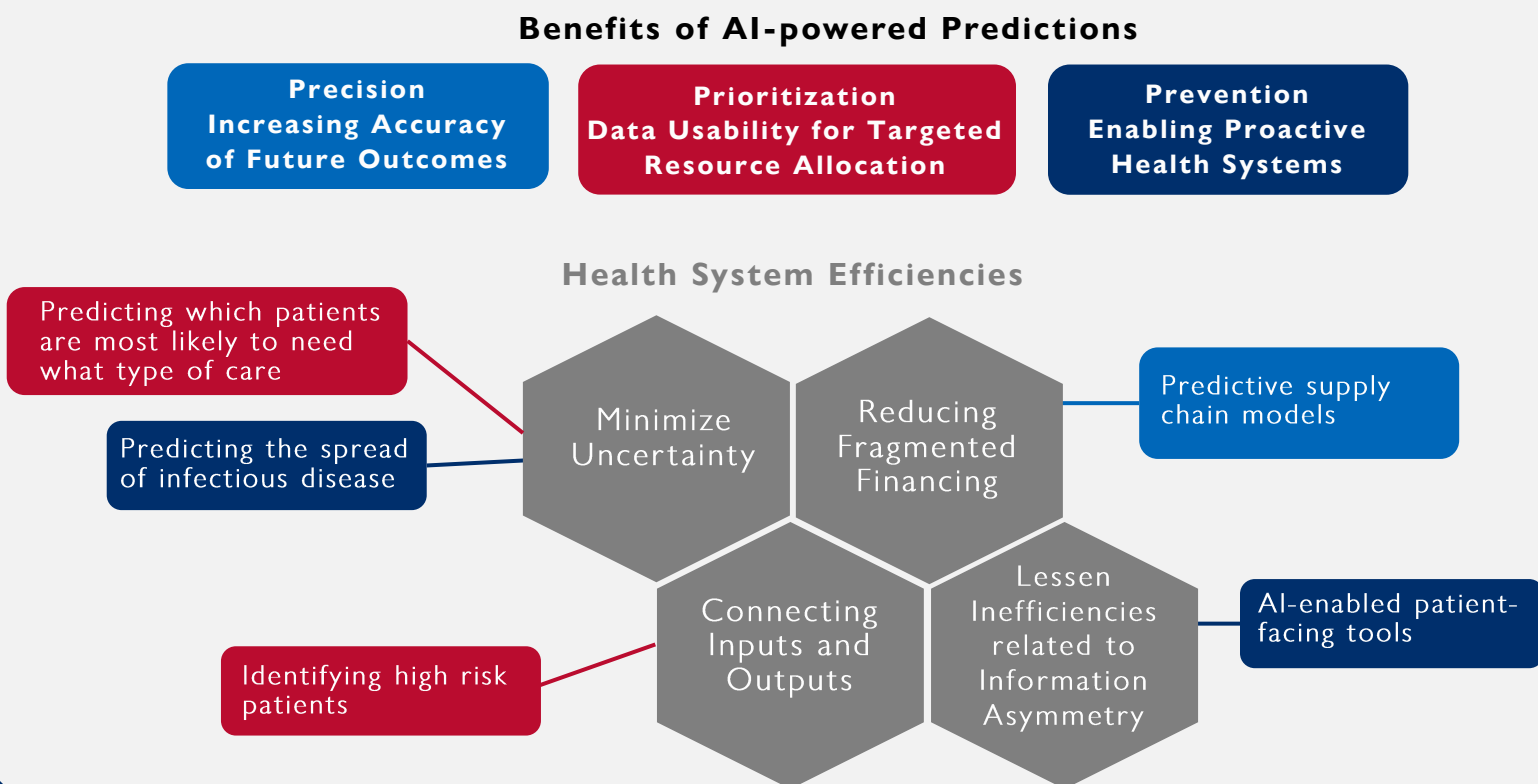 Benefits of AI-powered Predictions
Precision
Increasing Accuracy
of Future Outcomes
Prioritization
Data Usability for Targeted
Resource Allocation
Prevention
Enabling Proactive
Health Systems
Health System Efficiencies
Predicting which patients
are most likely to need
what type of care
Predicting the spread
of infectious disease
Minimize
Uncertainty
Reducing
Fragmented
Financing
Predictive supply
chain models
Identifying high risk
patients
Connecting
Inputs and
Outputs
Lessen
Inefficiencies
related to
Information
Asymmetry
AI-enabled patient-
facing tools